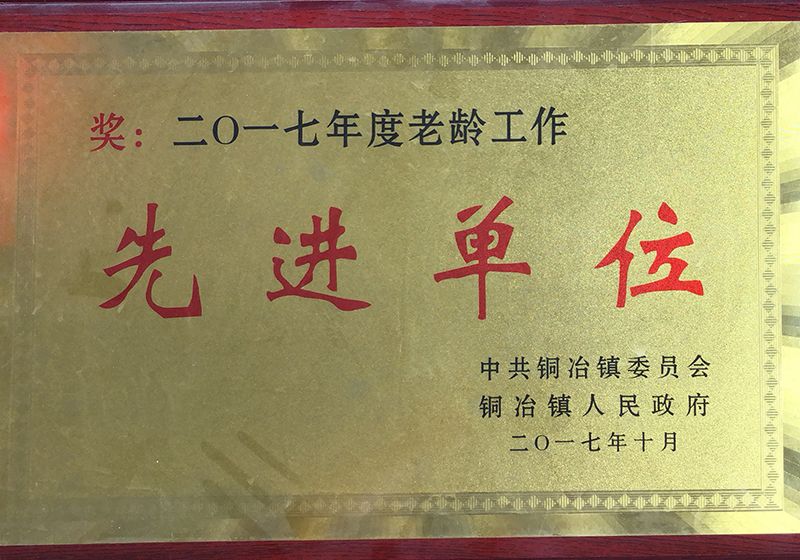 奖：二〇一七年度老龄工作
先进单位
中共铜冶镇委员会
铜冶镇人民政府
二〇一七年十月